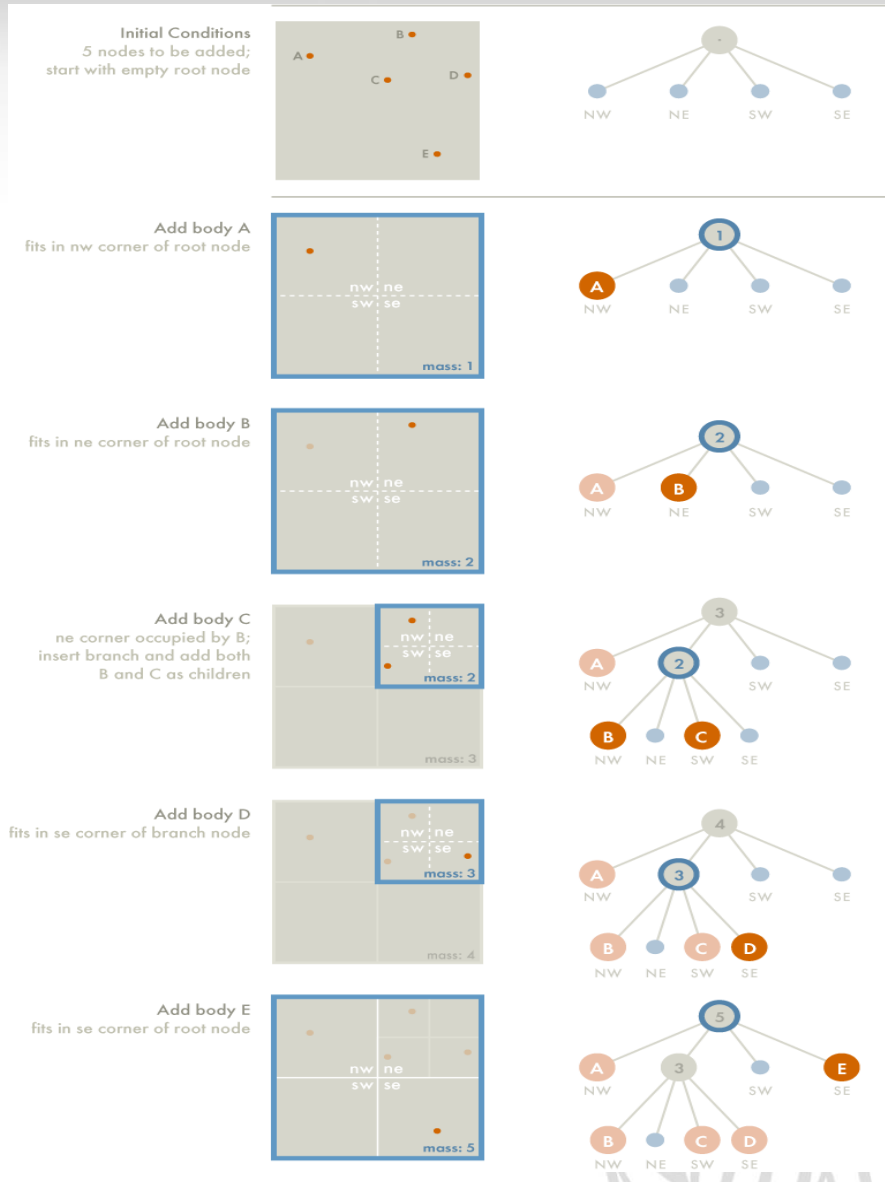 Initial Conditions
5 nodes to be added;
start with empty root node
B
A
C
D
E
NW NE SW SE
Add body A
fits in nw corner of root node
nw ne
sw se
mass: 1
1
A
NW NE SW SE
Add body B
fits in ne corner of root node
nw ne
sw se
mass: 2
2
A B
NW NE SW SE
Add body C
ne corner occupied by B;
insert branch and add both
B and C as children
nw ne
sw se
mass: 2
mass: 3
3
A 2
NW SW SE
B C
NW NE SW SE
Add body D
fits in se corner of branch node
nw ne
sw se
mass: 3
mass: 4
4
A 3
NW SW SE
B C D
NW NE SW SE
Add body E
fits in se corner of root node
nw ne
sw se
mass: 5
5
A 3 E
NW SW SE
B C D
NW NE SW SE